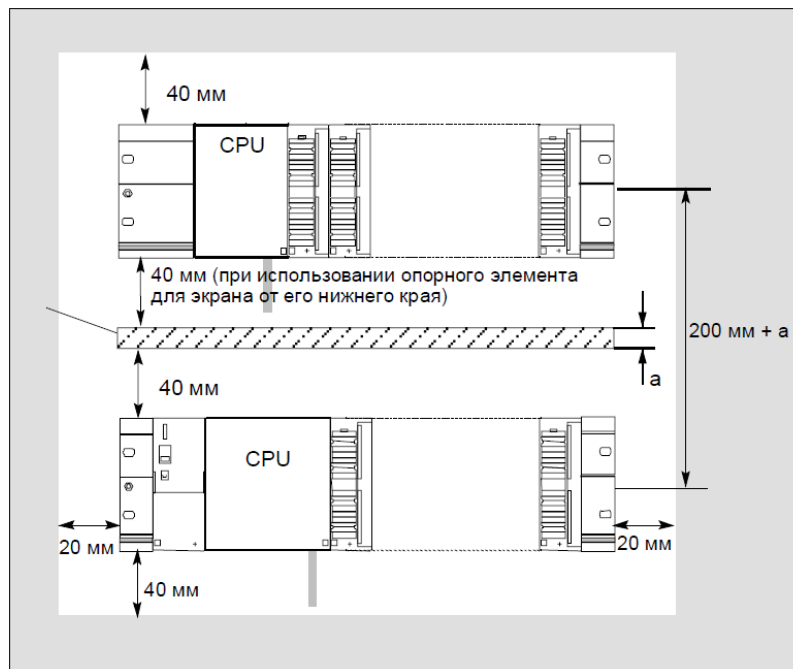 40 мм
CPU
40 мм (при использовании опорного элемента
для экрана от его нижнего края)
200 мм + a
a
40 мм
CPU
20 мм
20 мм
40 мм